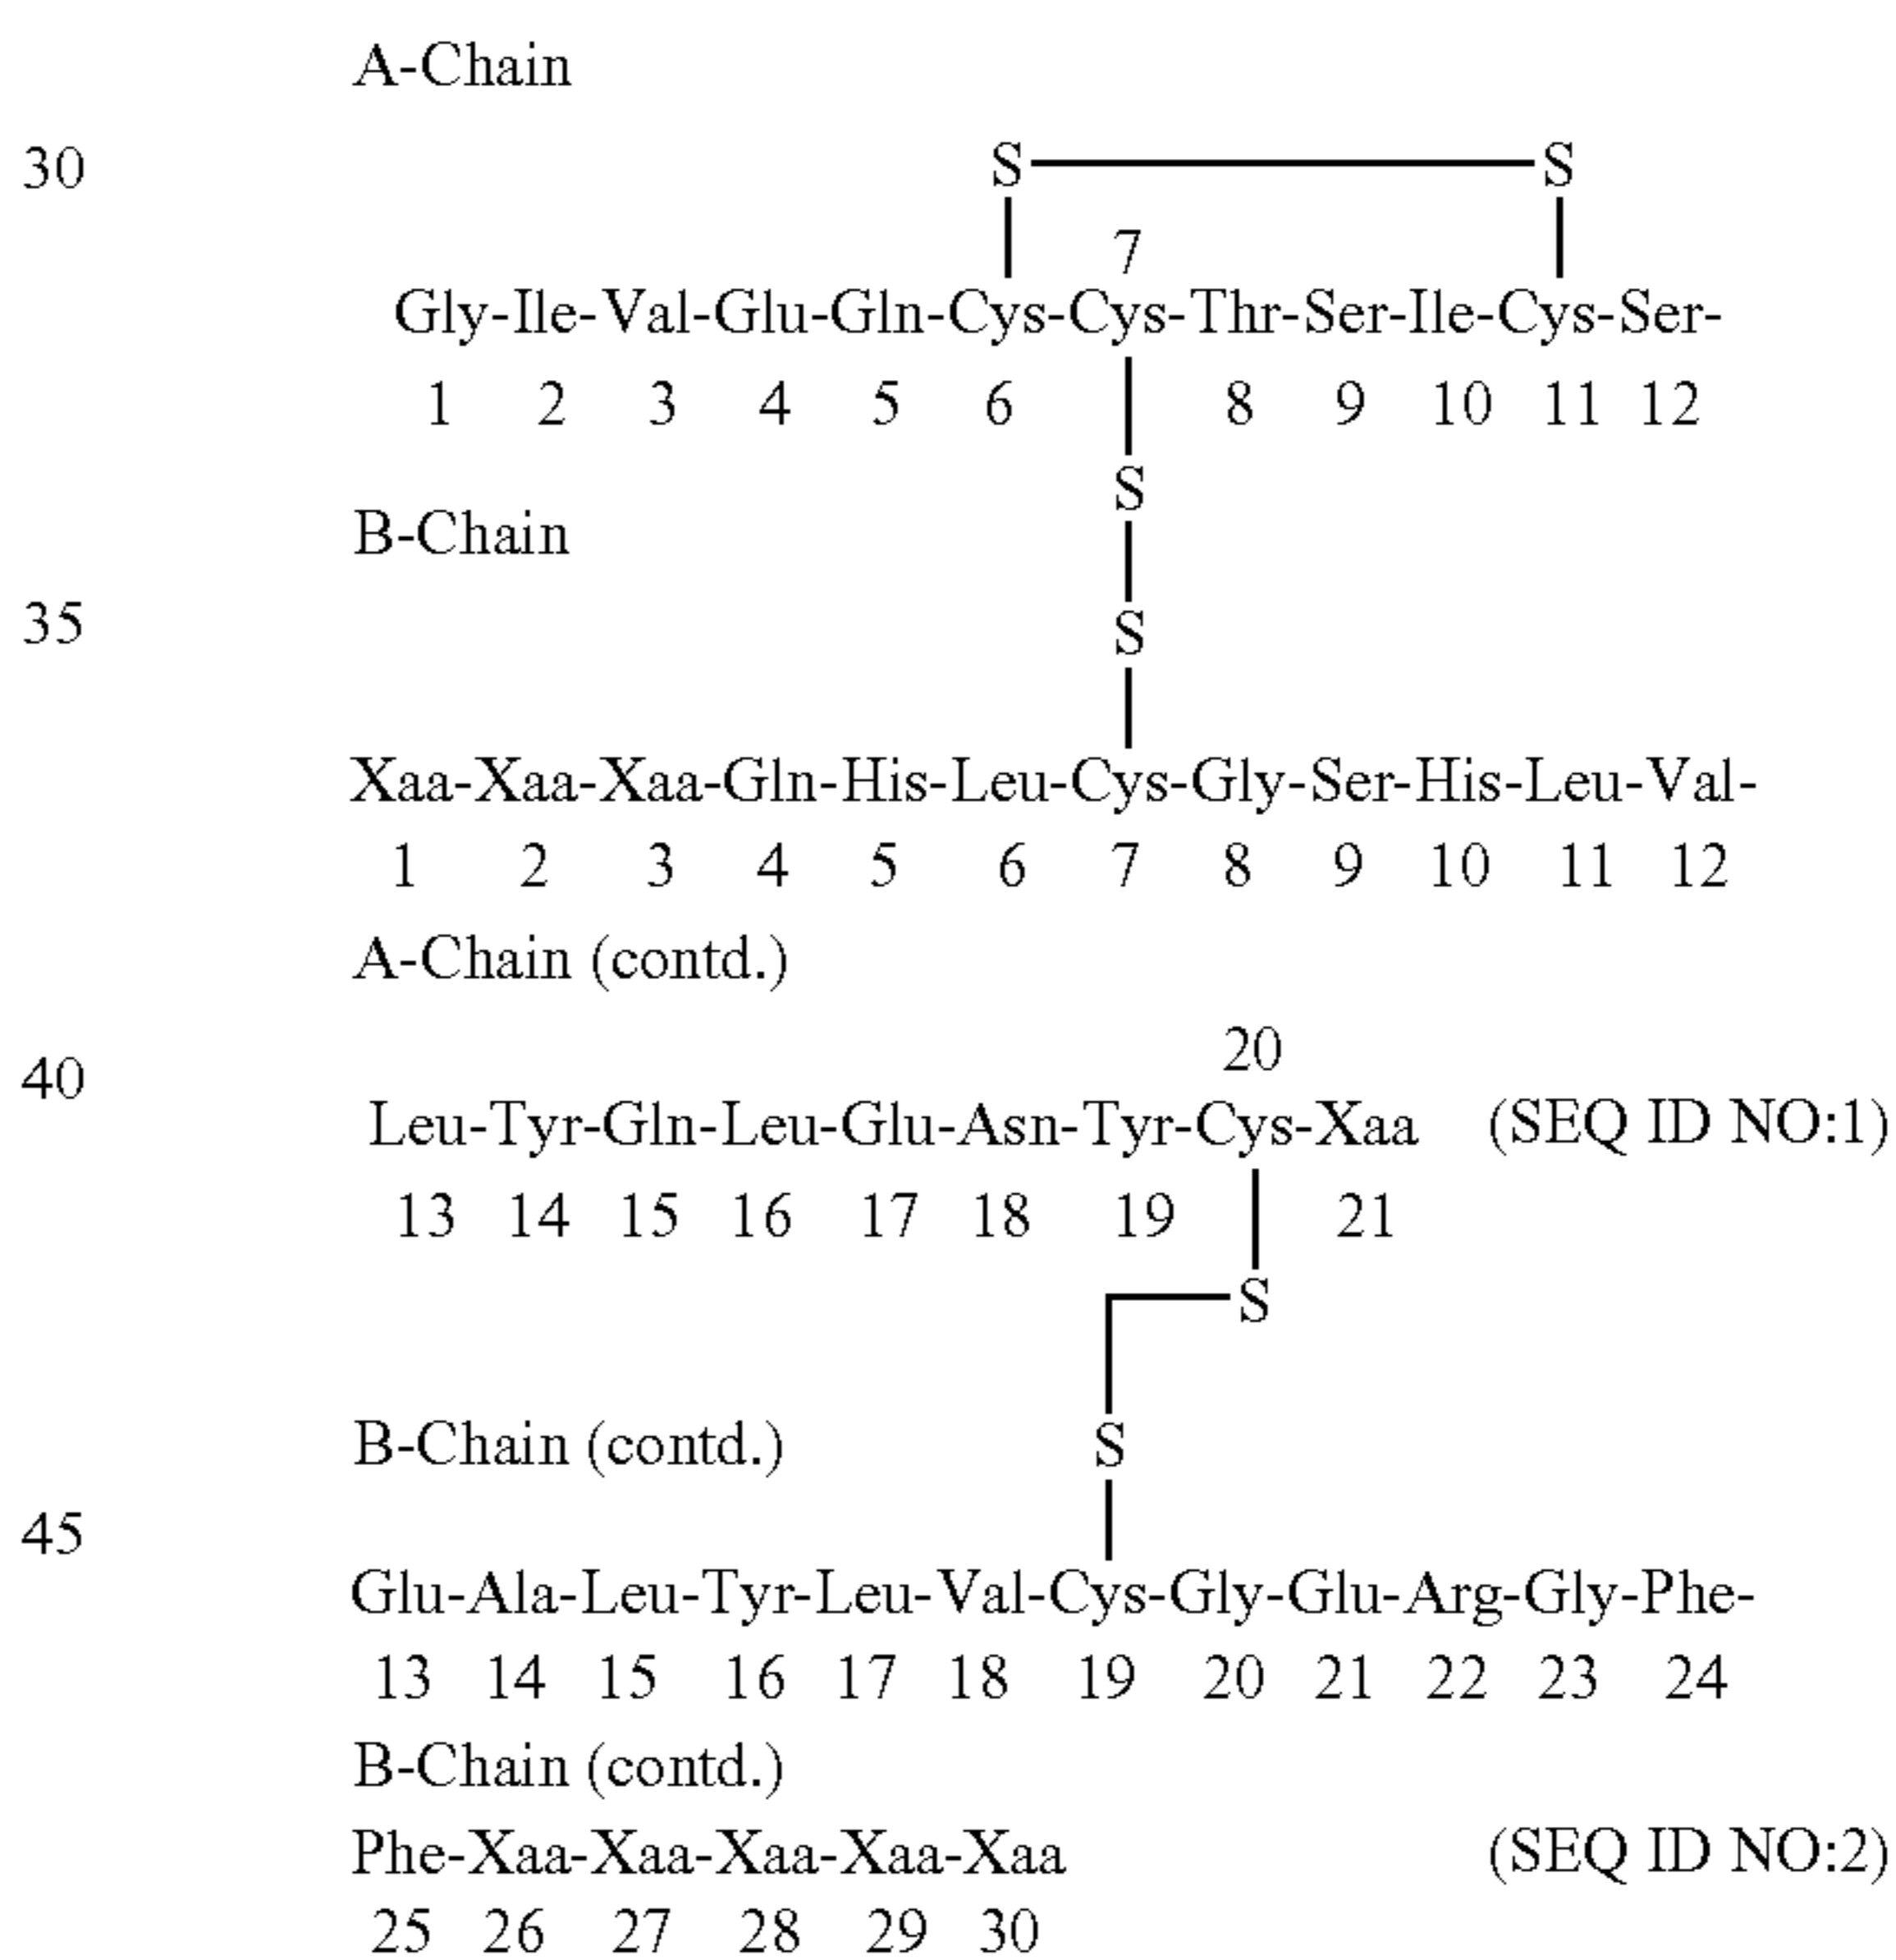 A-Chain
30 S S
7
Gly-Ile-Val-Glu-Gln-Cys-Cys-Thr-Ser-Ile-Cys-Ser-
1 2 3 4 5 6 8 9 10 11 12
S
B-Chain
35 S
Xaa-Xaa-Xaa-Gln-His-Leu-Cys-Gly-Ser-His-Leu-Val-
1 2 3 4 5 6 7 8 9 10 11 12
A-Chain (contd.)
20
40
Leu-Tyr-Gln-Leu-Glu-Asn-Tyr-Cys-Xaa (SEQ ID NO:1)
13 14 15 16 17 18 19 21
S
B-Chain (contd.) S
45
Glu-Ala-Leu-Tyr-Leu-Val-Cys-Gly-Glu-Arg-Gly-Phe-
13 14 15 16 17 18 19 20 21 22 23 24
B-Chain (contd.)
Phe-Xaa-Xaa-Xaa-Xaa-Xaa (SEQ ID NO:2)
25 26 27 28 29 30